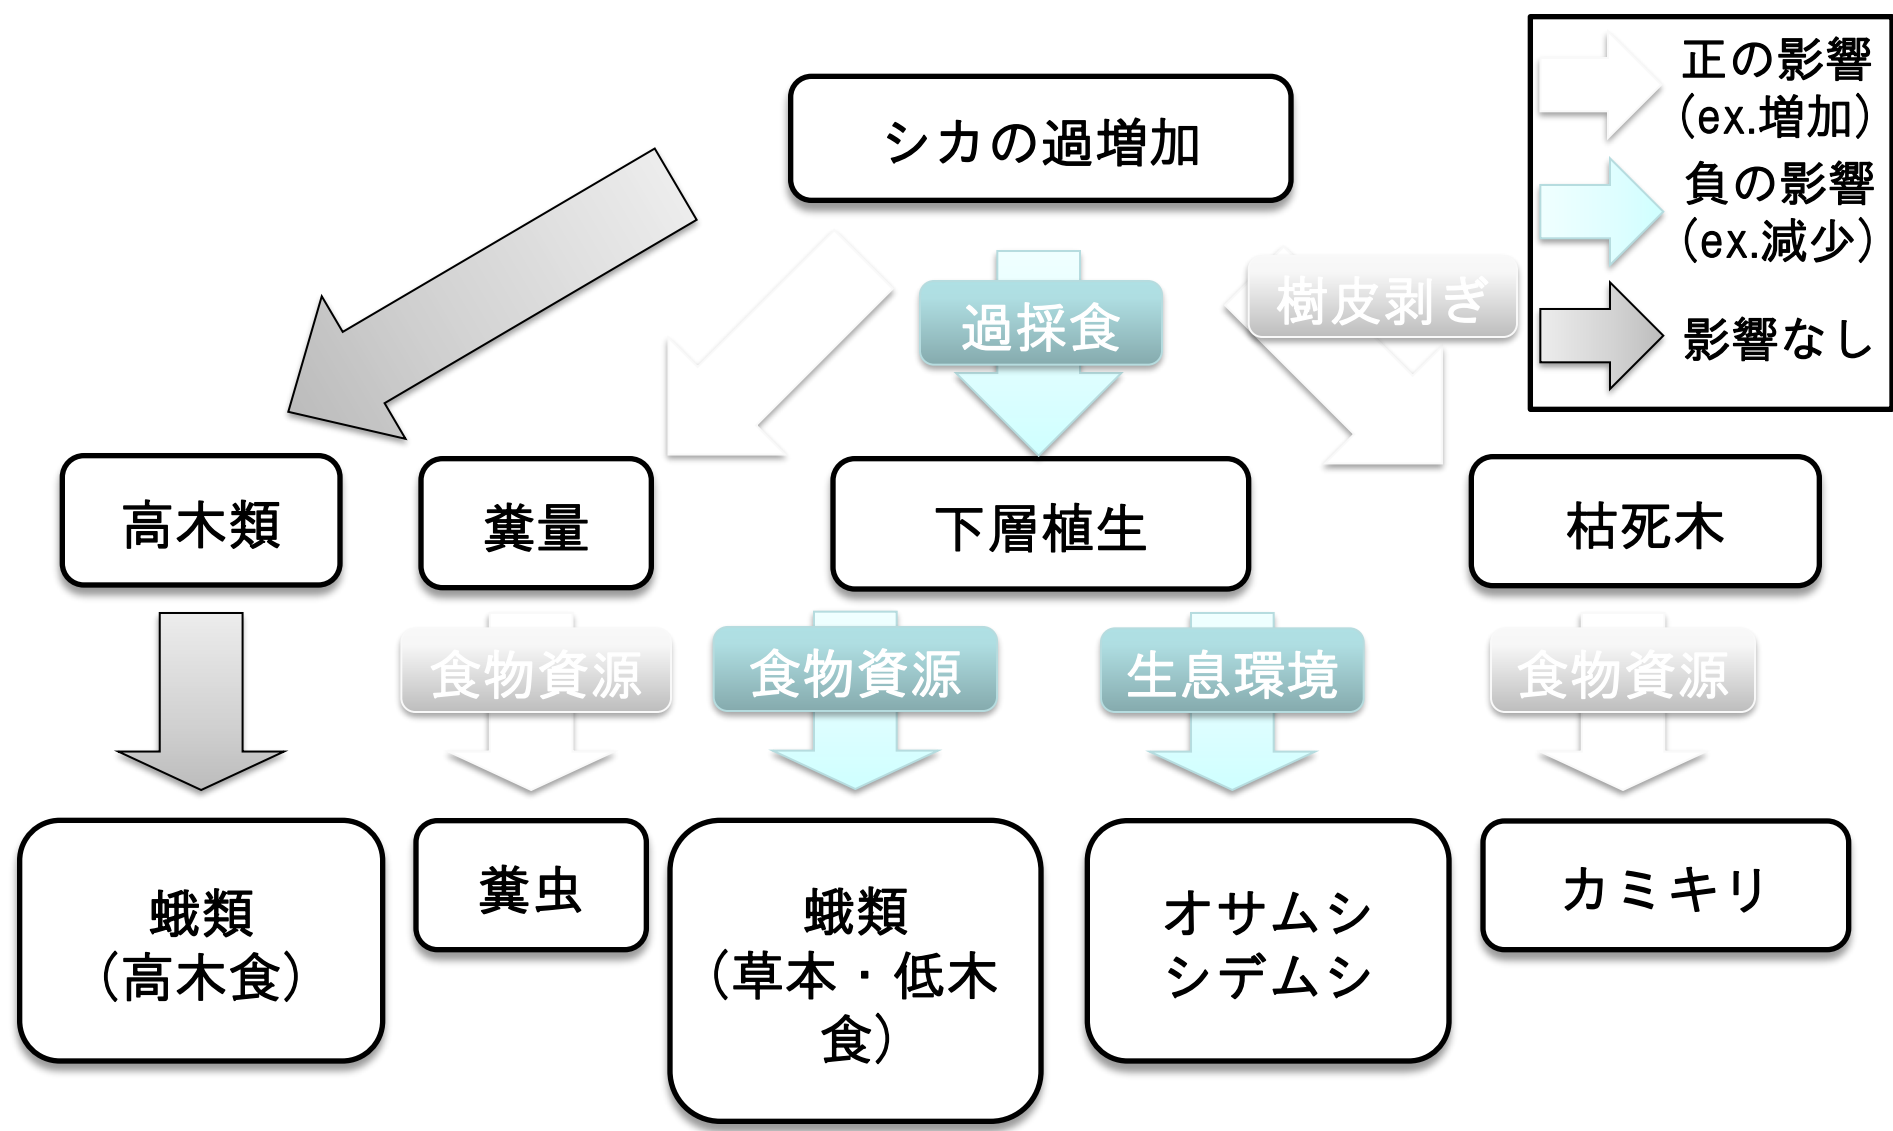 シカの過増加
正の影響
(ex.増加)
負の影響
(ex.減少)
影響なし
過採食
樹皮剥ぎ
高木類
糞量
下層植生
枯死木
食物資源
食物資源
生息環境
食物資源
蛾類
(高木食)
糞虫
蛾類
(草本・低木
食)
オサムシ
シデムシ
カミキリ